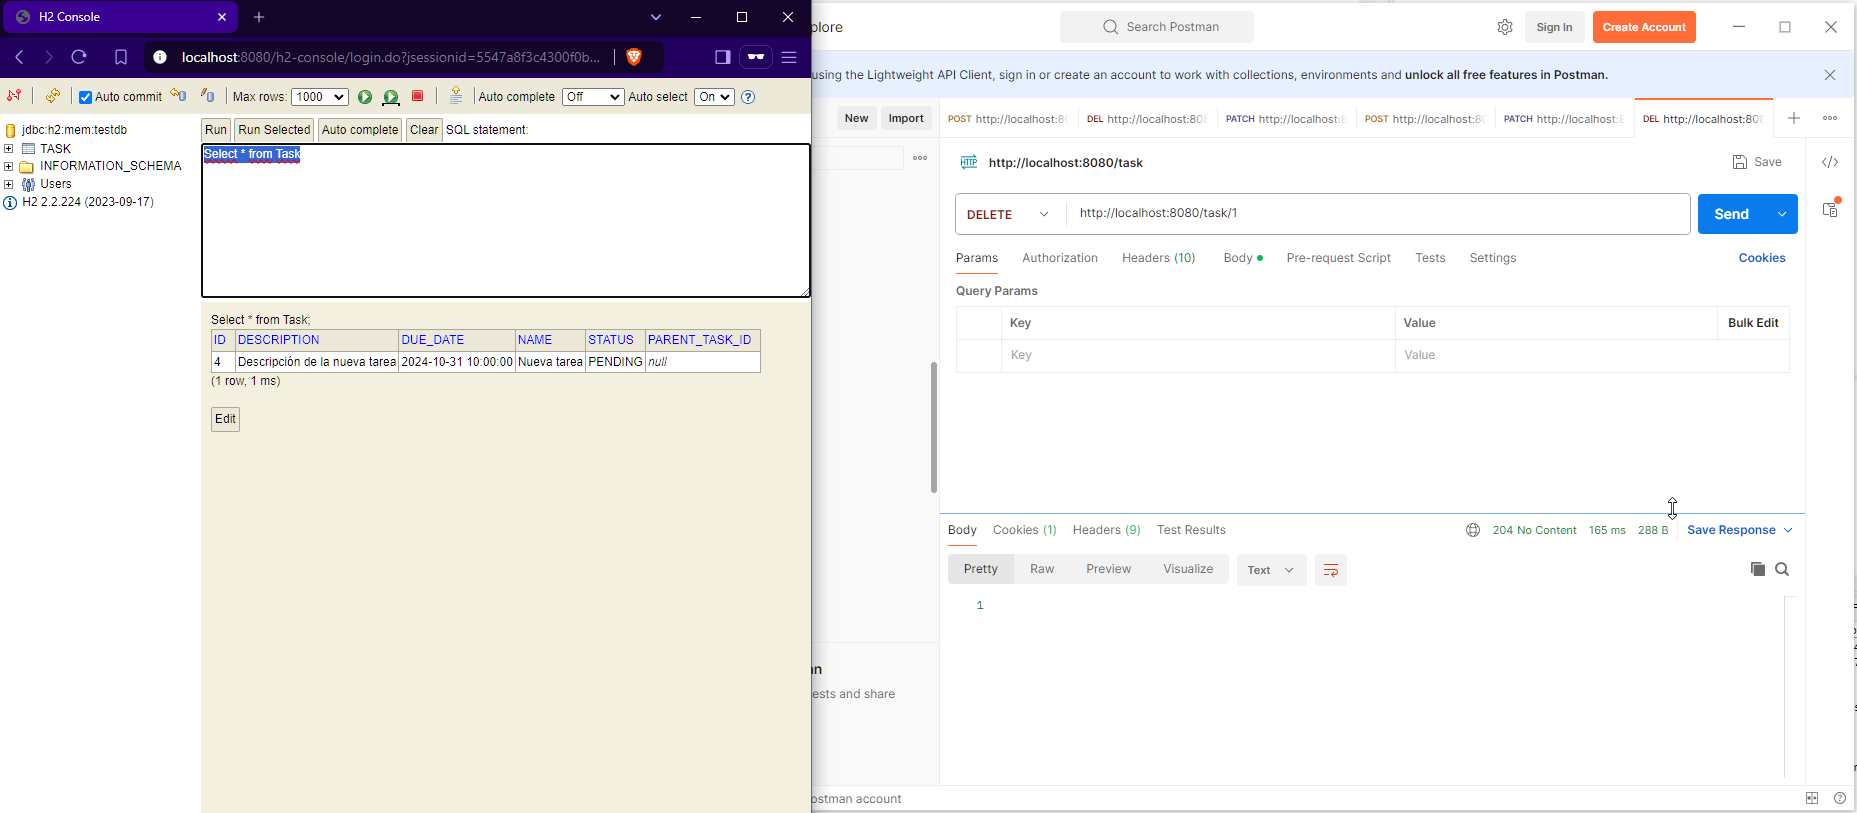 H2 Console
localhost:8080/h2-console/login.do?jsessionid=5547a8f3c4300f0b...
Auto commit
Max rows:
1000
Auto complete
Off
Auto select
On
jdbc:h2:mem:testdb
TASK
INFORMATION_SCHEMA
Users
H2 2.2.224 (2023-09-17)
Run
Run Selected
Auto complete
Clear
SQL statement:
Select * from Task
Select * from Task;
ID DESCRIPTION DUE_DATE NAME STATUS PARENT_TASK_ID
4 Descripción de la nueva tarea 2024-10-31 10:00:00 Nueva tarea PENDING null
(1 row, 1 ms)
Edit
plore
Search Postman
Sign In
Create Account
using the Lightweight API Client, sign in or create an account to work with collections, environments and unlock all free features in Postman.
New
Import
POST http://localhost:80
DEL http://localhost:808
PATCH http://localhost:8
POST http://localhost:80
PATCH http://localhost:8
DEL http://localhost:808
HTTP
http://localhost:8080/task
Save
DELETE
http://localhost:8080/task/1
Send
Params
Authorization
Headers (10)
Body
Pre-request Script
Tests
Settings
Cookies
Query Params
Key Value Bulk Edit
Key Value
Body
Cookies (1)
Headers (9)
Test Results
204 No Content
165 ms
288 B
Save Response
Pretty
Raw
Preview
Visualize
Text
1
ests and share
ostman account